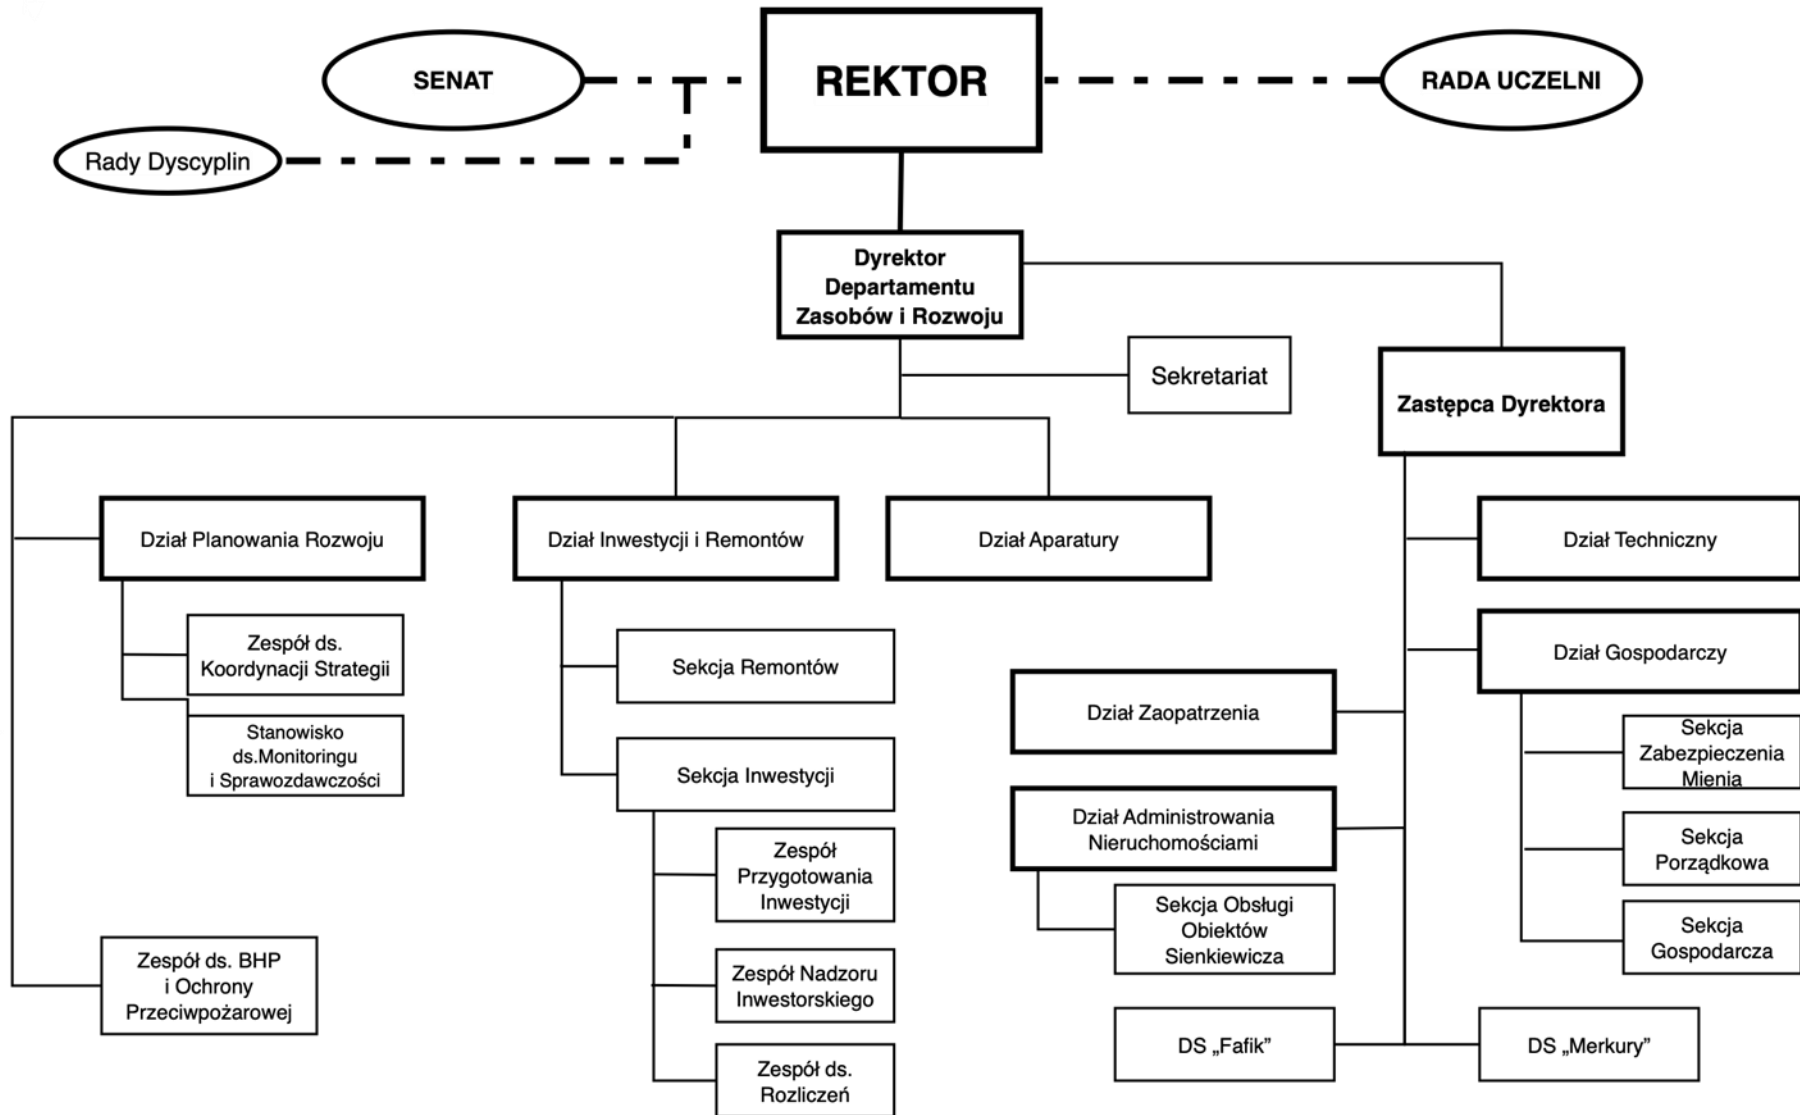 SENAT
REKTOR
RADA UCZELNI
Rady Dyscyplin
Dyrektor
Departamentu
Zasobów i Rozwoju
Sekretariat
Zastępca Dyrektora
Dział Planowania Rozwoju
Dział Inwestycji i Remontów
Dział Aparatury
Dział Techniczny
Zespół ds.
Koordynacji Strategii
Stanowisko
ds.Monitoringu
i Sprawozdawczości
Sekcja Remontów
Sekcja Inwestycji
Zespół
Przygotowania
Inwestycji
Zespół Nadzoru
Inwestorskiego
Zespół ds.
Rozliczeń
Zespół ds. BHP
i Ochrony
Przeciwpożarowej
Dział Gospodarczy
Dział Zaopatrzenia
Sekcja
Zabezpieczenia
Mienia
Dział Administrowania
Nieruchomościami
Sekcja
Porządkowa
Sekcja Obsługi
Obiektów
Sienkiewicza
Sekcja
Gospodarcza
DS „Fafik”
DS „Merkury”